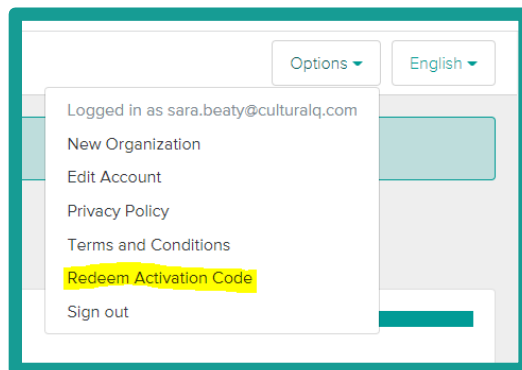 Options English
Logged in as sara.beaty@culturalq.com
New Organization
Edit Account
Privacy Policy
Terms and Conditions
Redeem Activation Code
Sign out